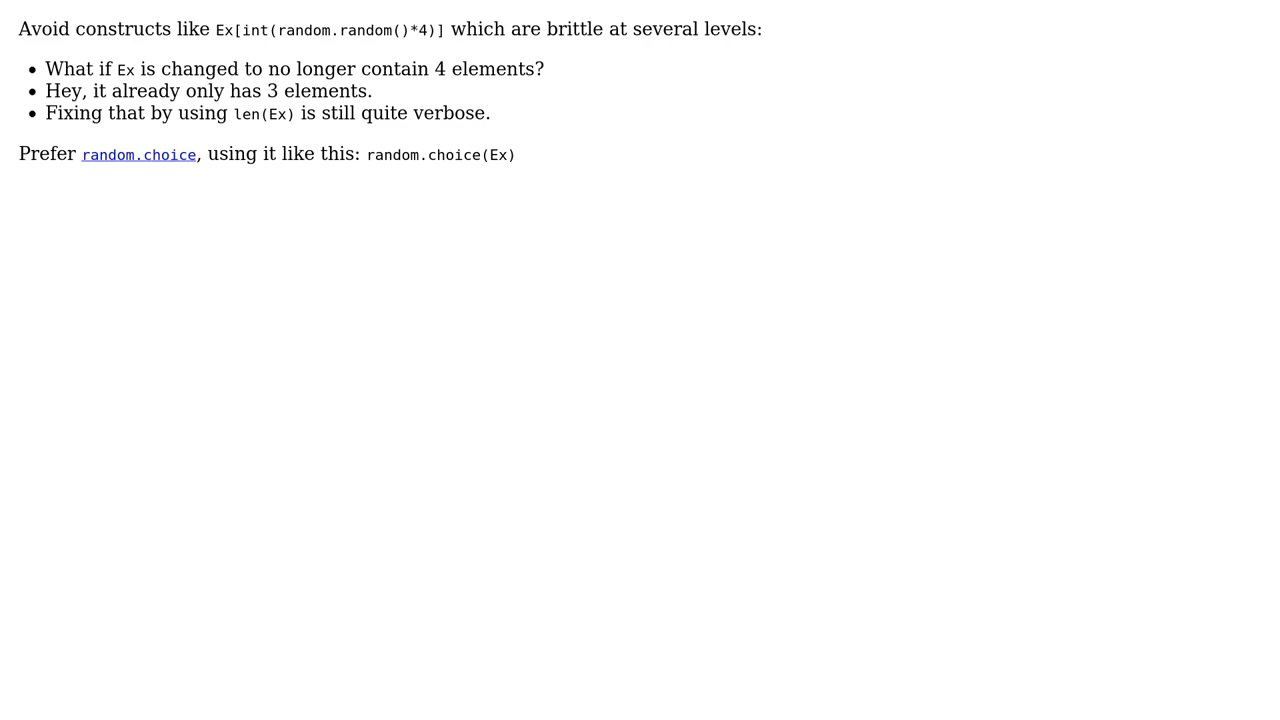 Avoid constructs like Ex[int(random.random()*4)] which are brittle at several levels:
• What if Ex is changed to no longer contain 4 elements?
• Hey, it already only has 3 elements.
• Fixing that by using len(Ex) is still quite verbose.
Prefer random.choice, using it like this: random.choice(Ex)